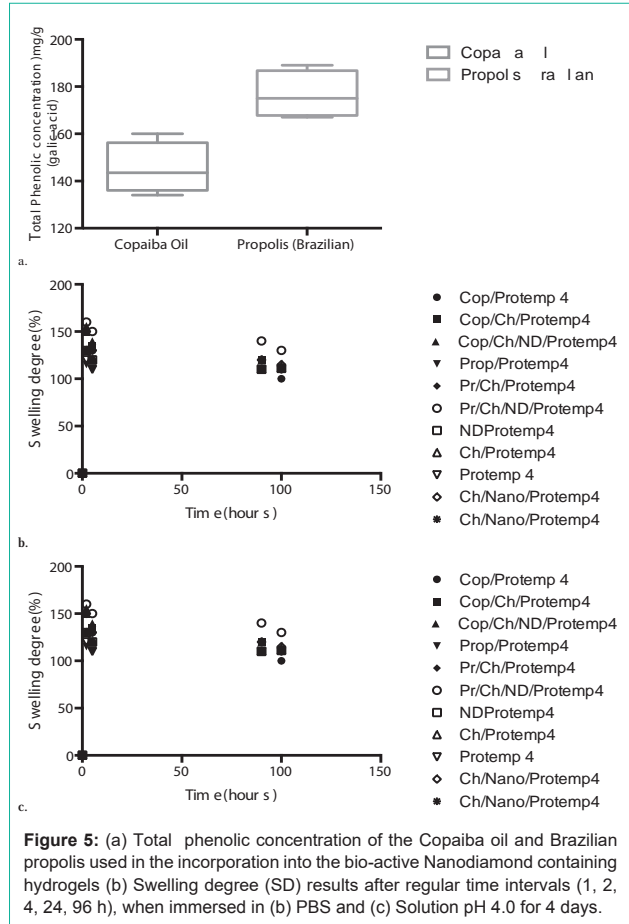 Total Phenolic concentration )mg/g
(galic acid)
200
180
160
140
120
Copaiba Oil
Propolis (Brazilian)
Copa a l
Propol s ra l an
a.
Swelling degree(%)
200
150
100
50
0
0
50
100
150
Time(hours)
Cop/Protemp 4
Cop/Ch/Protemp4
Cop/Ch/ND/Protemp4
Prop/Protemp4
Pr/Ch/Protemp4
Pr/Ch/ND/Protemp4
NDProtemp4
Ch/Protemp4
Protemp 4
Ch/Nano/Protemp4
Ch/Nano/Protemp4
b.
Swelling degree(%)
200
150
100
50
0
0
50
100
150
Time(hours)
Cop/Protemp 4
Cop/Ch/Protemp4
Cop/Ch/ND/Protemp4
Prop/Protemp4
Pr/Ch/Protemp4
Pr/Ch/ND/Protemp4
NDProtemp4
Ch/Protemp4
Protemp 4
Ch/Nano/Protemp4
Ch/Nano/Protemp4
c.
Figure 5: (a) Total phenolic concentration of the Copaiba oil and Brazilian
propolis used in the incorporation into the bio-active Nanodiamond containing
hydrogels (b) Swelling degree (SD) results after regular time intervals (1, 2,
4, 24, 96 h), when immersed in (b) PBS and (c) Solution pH 4.0 for 4 days.